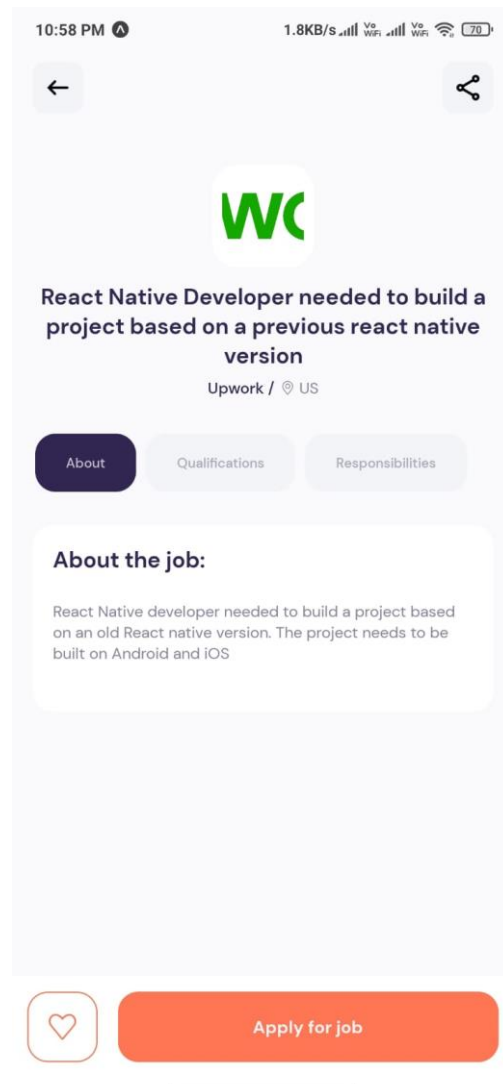 10:58 PM 1.8KB/s Vo WiFi Vo WiFi 70
WC
React Native Developer needed to build a
project based on a previous react native
version
Upwork / US
About Qualifications Responsibilities
About the job:
React Native developer needed to build a project based
on an old React native version. The project needs to be
built on Android and iOS
Apply for job